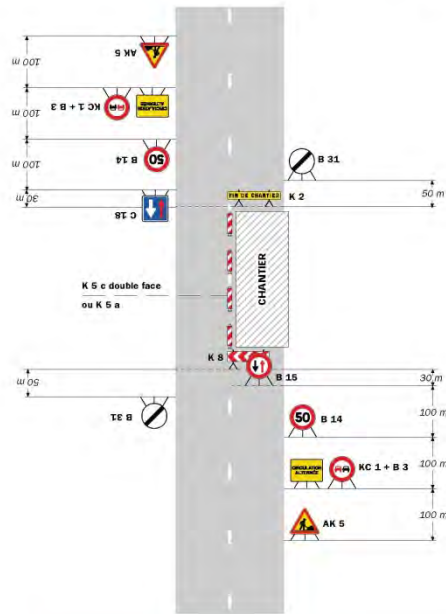 AK 5
100 m
KC 1 + B 3
CIRCULATION
ALTERNÉE
100 m
50
B 14
100 m
C 18
30 m
B 31
FIN DE CHANTIER
K 2
50 m
K 5 c double face
ou K 5 a
CHANTIER
K 8
B 15
50 m
30 m
B 31
50
B 14
100 m
CIRCULATION
ALTERNÉE
KC 1 + B 3
100 m
AK 5
100 m